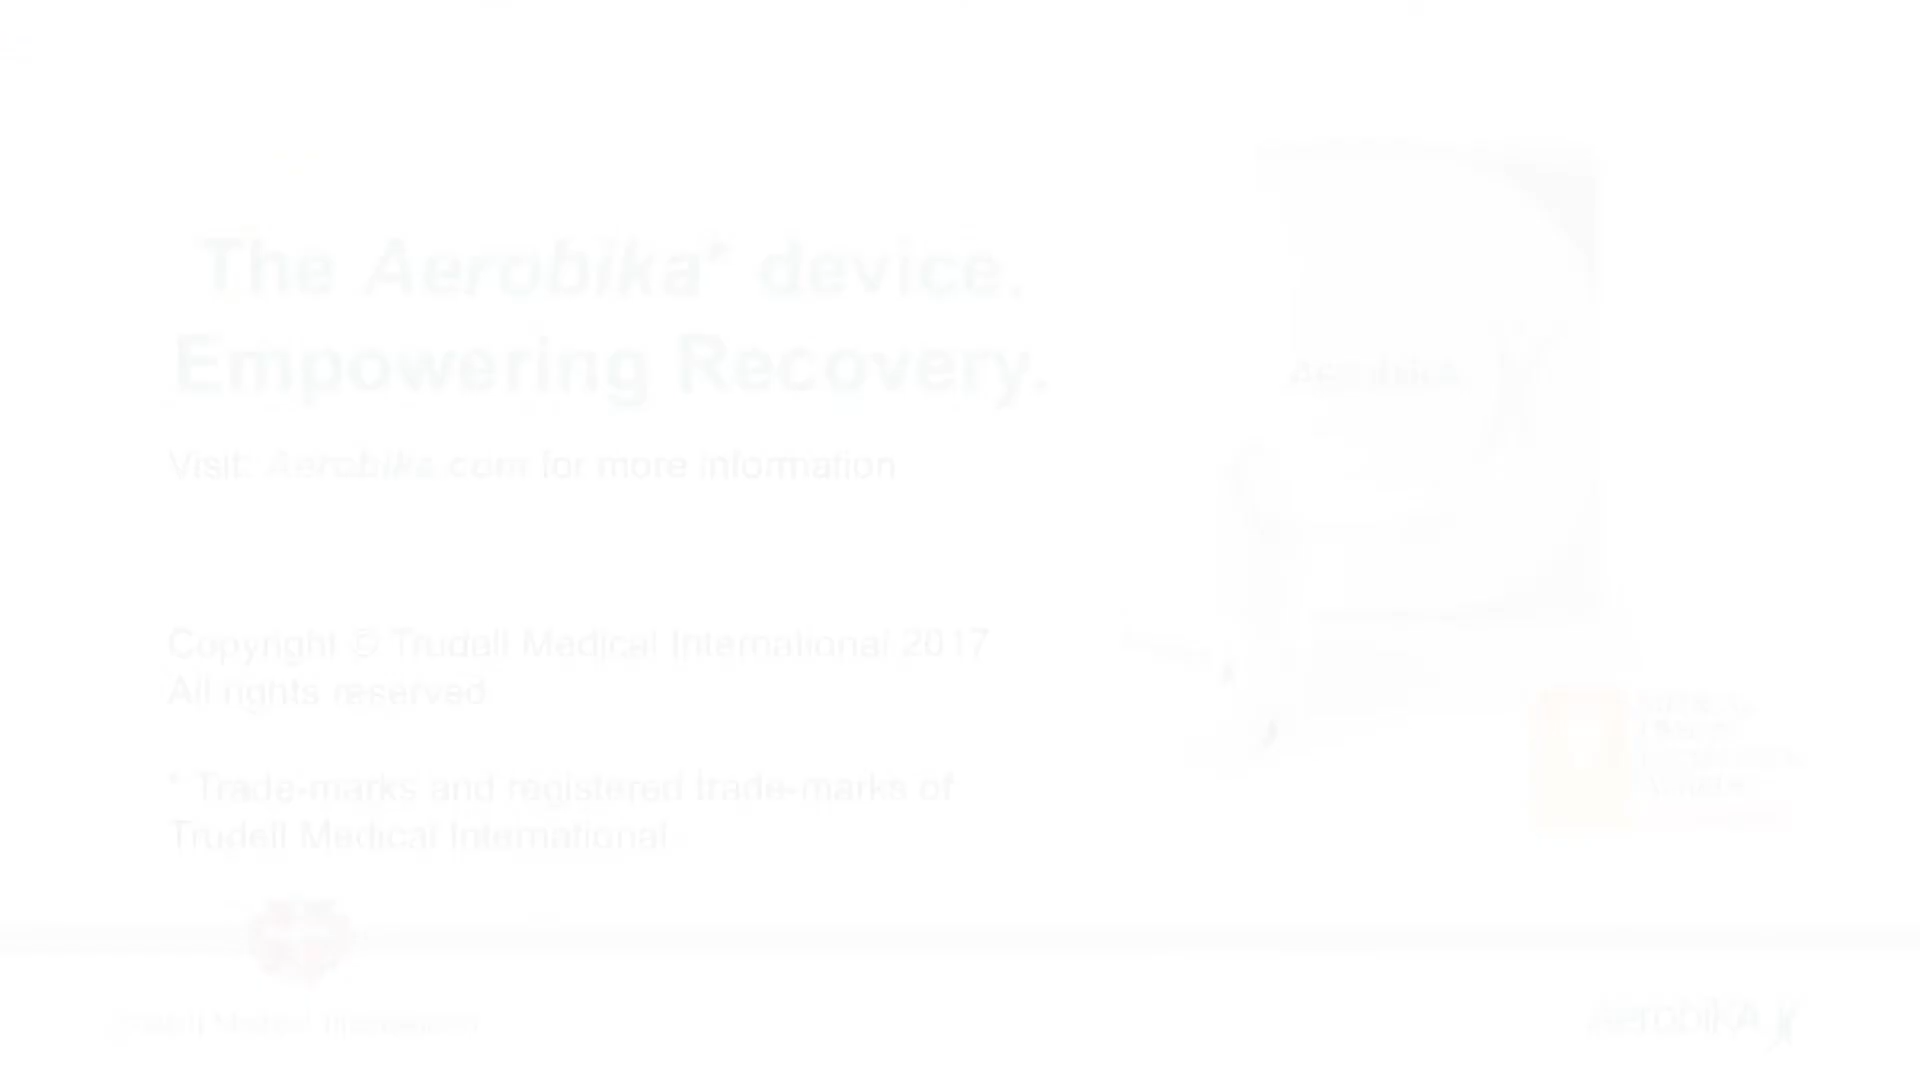 The Aerobika* device.
Empowering Recovery.
Visit: Aerobika.com for more information
Copyright © Trudell Medical International 2017
All rights reserved.
* Trade-marks and registered trade-marks of
Trudell Medical International.
AerobiKA
Trudell Medical International
AerobiKA